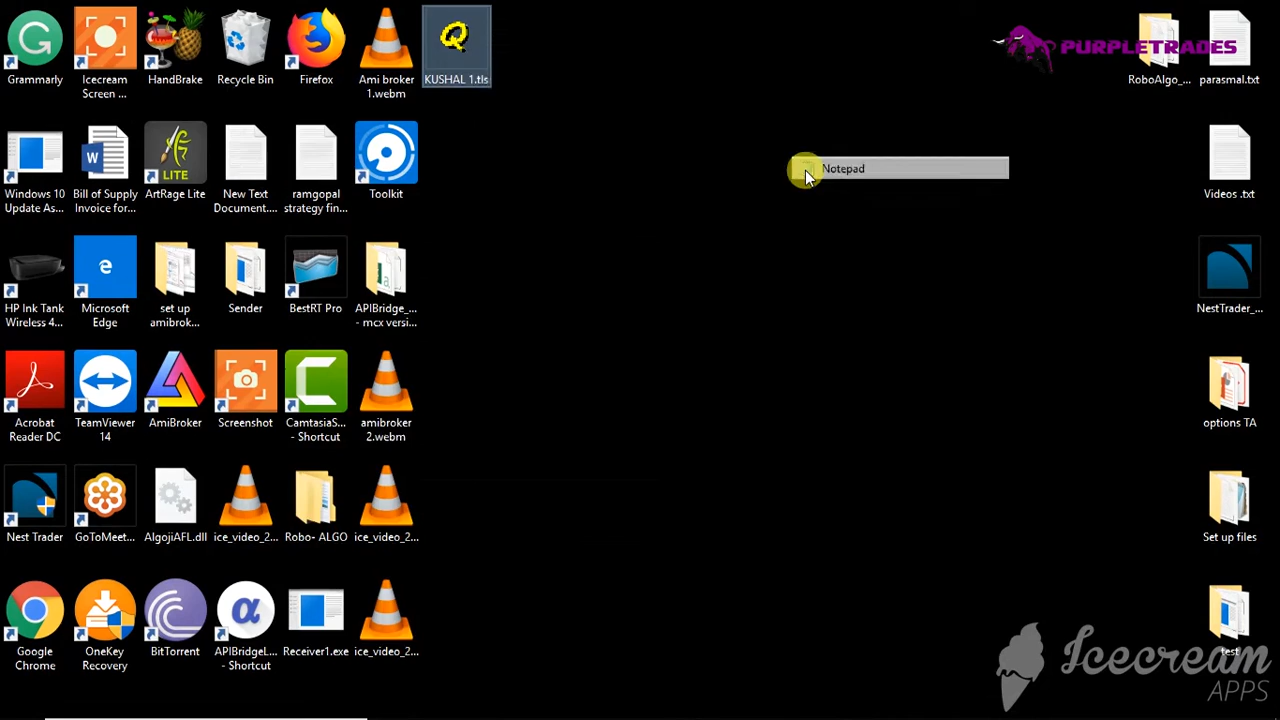 Grammarly
Icecream
Screen ...
HandBrake
Recycle Bin
Firefox
Ami broker
1.webm
Q
KUSHAL 1.tls
RoboAlgo_...
parasmal.txt
PURPLETRADES
Notepad
Windows 10
Update As...
W
Bill of Supply
Invoice for...
LITE
ArtRage Lite
New Text
Document....
ramgopal
strategy fin...
Toolkit
Videos .txt
HP Ink Tank
Wireless 4...
e
Microsoft
Edge
set up
amibrok...
Sender
BestRT Pro
a
APIBridge_...
- mcx versi...
NestTrader_...
Acrobat
Reader DC
TeamViewer
14
AmiBroker
Screenshot
CamtasiaS...
- Shortcut
amibroker
2.webm
options TA
Nest Trader
GoToMeet...
AlgojiAFL.dll
ice_video_2...
Robo- ALGO
ice_video_2...
Set up files
Google
Chrome
OneKey
Recovery
BitTorrent
α
APIBridgeL...
- Shortcut
Receiver1.exe
ice_video_2...
test
Icecream
APPS